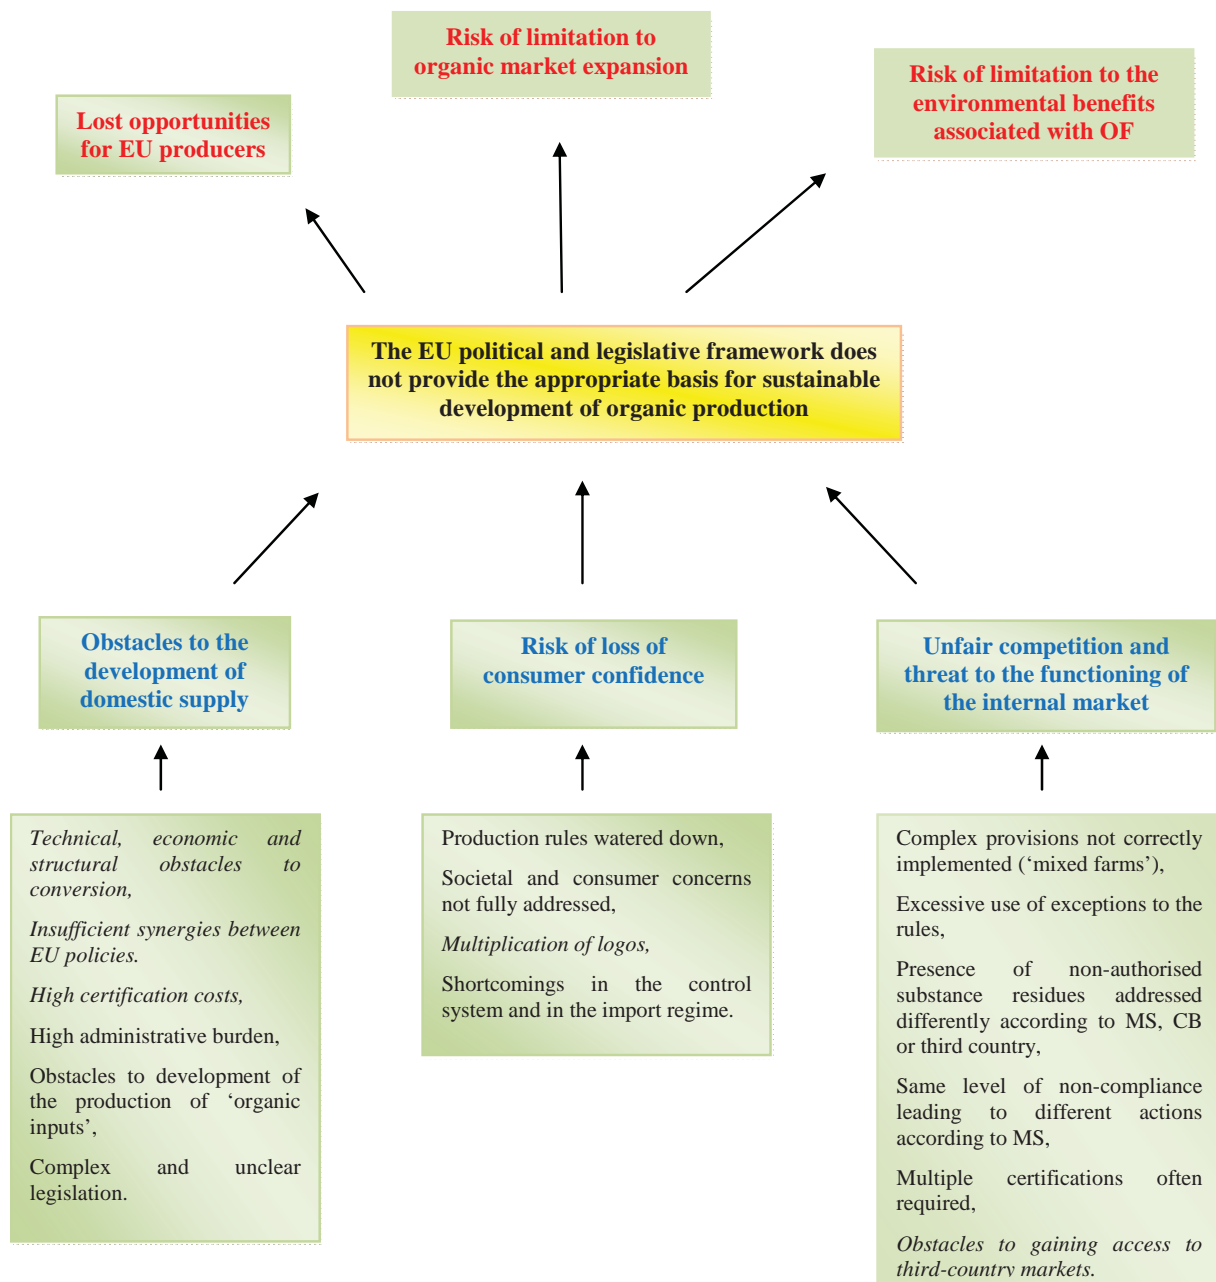 Risk of limitation to
organic market expansion
Risk of limitation to the
environmental benefits
associated with OF
Lost opportunities
for EU producers
The EU political and legislative framework does
not provide the appropriate basis for sustainable
development of organic production
Obstacles to the
development of
domestic supply
Risk of loss of
consumer confidence
Unfair competition and
threat to the functioning of
the internal market
Technical, economic and
structural obstacles to
conversion,
Insufficient synergies between
EU policies.
High certification costs,
High administrative burden,
Obstacles to development of
the production of ‘organic
inputs’,
Complex and unclear
legislation.
Production rules watered down,
Societal and consumer concerns
not fully addressed,
Multiplication of logos,
Shortcomings in the control
system and in the import regime.
Complex provisions not correctly
implemented (‘mixed farms’),
Excessive use of exceptions to the
rules,
Presence of non-authorised
substance residues addressed
differently according to MS, CB
or third country,
Same level of non-compliance
leading to different actions
according to MS,
Multiple certifications often
required,
Obstacles to gaining access to
third-country markets.